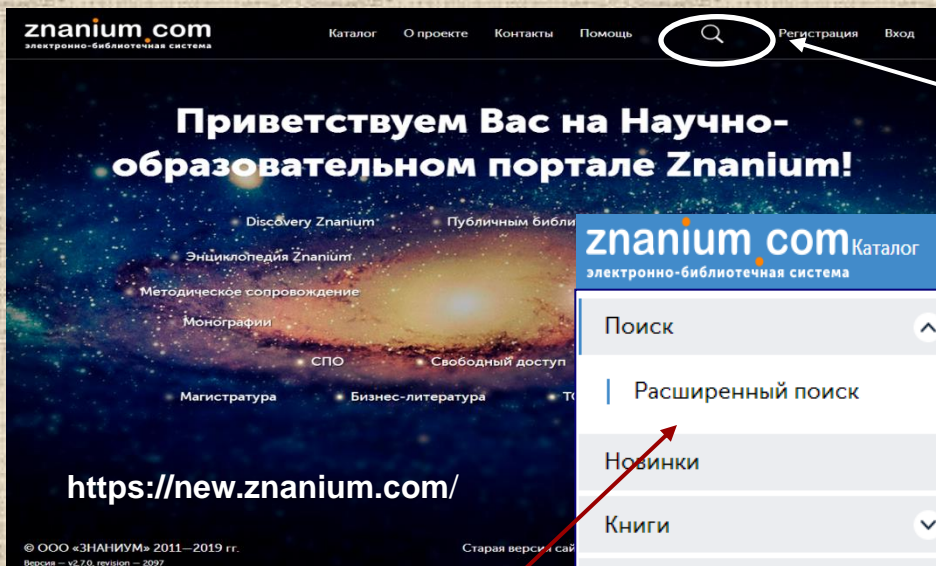 znanium.com
электронно-библиотечная система
Каталог О проекте Контакты Помощь Регистрация Вход
Приветствуем Вас на Научно-
образовательном портале Znanium!
Discovery Znanium Публичным
Энциклопедия Znanium
Методическое сопровождение
Монографии
СПО Свободный доступ
Магистратура Бизнес-литература
https://new.znanium.com/
© ООО «ЗНАНИУМ» 2011—2019 гг. Старая версия
Версия — v2.7.0, revision — 2097
znanium.com Каталог
электронно-библиотечная система
Поиск
Расширенный поиск
Новинки
Книги